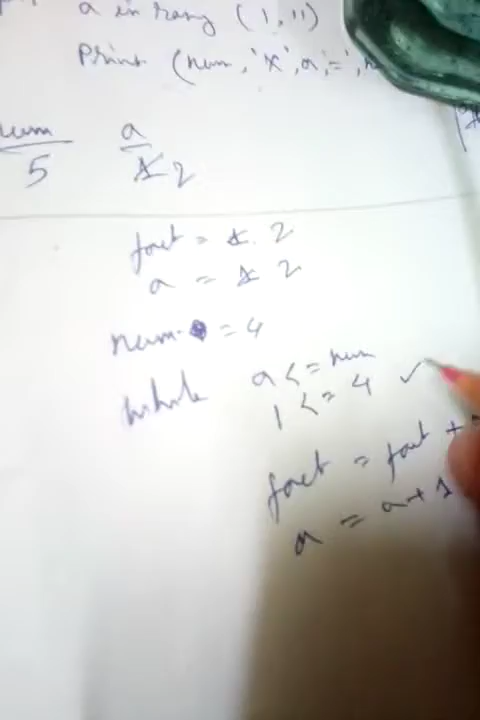 a in rang (1,11)
Print (num,'x',a,'=',n
num a
5 1 2
fact = 1 2
a = 1 2
num = 4
while a <= num
1 <= 4 ✓
fact = fact +
a = a+1